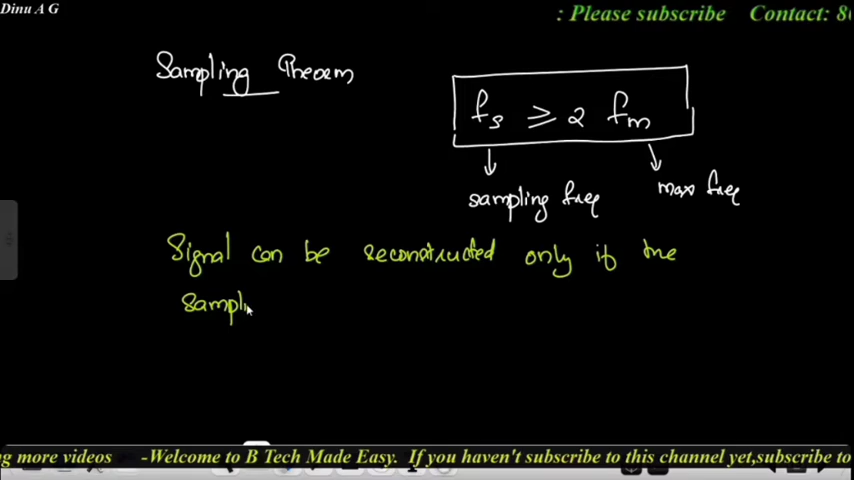 Dinu A G
: Please subscribe Contact: 8
Sampling Theorem
fs ≥ 2 fm
sampling freq
max freq
Signal can be reconstructed only if the
sampli
ng more videos -Welcome to B Tech Made Easy. If you haven't subscribe to this channel yet,subscribe to